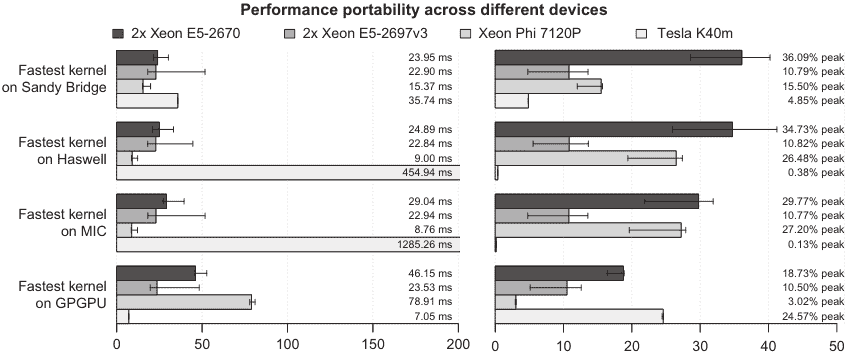 Performance portability across different devices
2x Xeon E5-2670 2x Xeon E5-2697v3 Xeon Phi 7120P Tesla K40m
Fastest kernel
on Sandy Bridge
23.95 ms
22.90 ms
15.37 ms
35.74 ms
36.09% peak
10.79% peak
15.50% peak
4.85% peak
Fastest kernel
on Haswell
24.89 ms
22.84 ms
9.00 ms
454.94 ms
34.73% peak
10.82% peak
26.48% peak
0.38% peak
Fastest kernel
on MIC
29.04 ms
22.94 ms
8.76 ms
1285.26 ms
29.77% peak
10.77% peak
27.20% peak
0.13% peak
Fastest kernel
on GPGPU
46.15 ms
23.53 ms
78.91 ms
7.05 ms
18.73% peak
10.50% peak
3.02% peak
24.57% peak
0 50 100 150 200
0 10 20 30 40 50